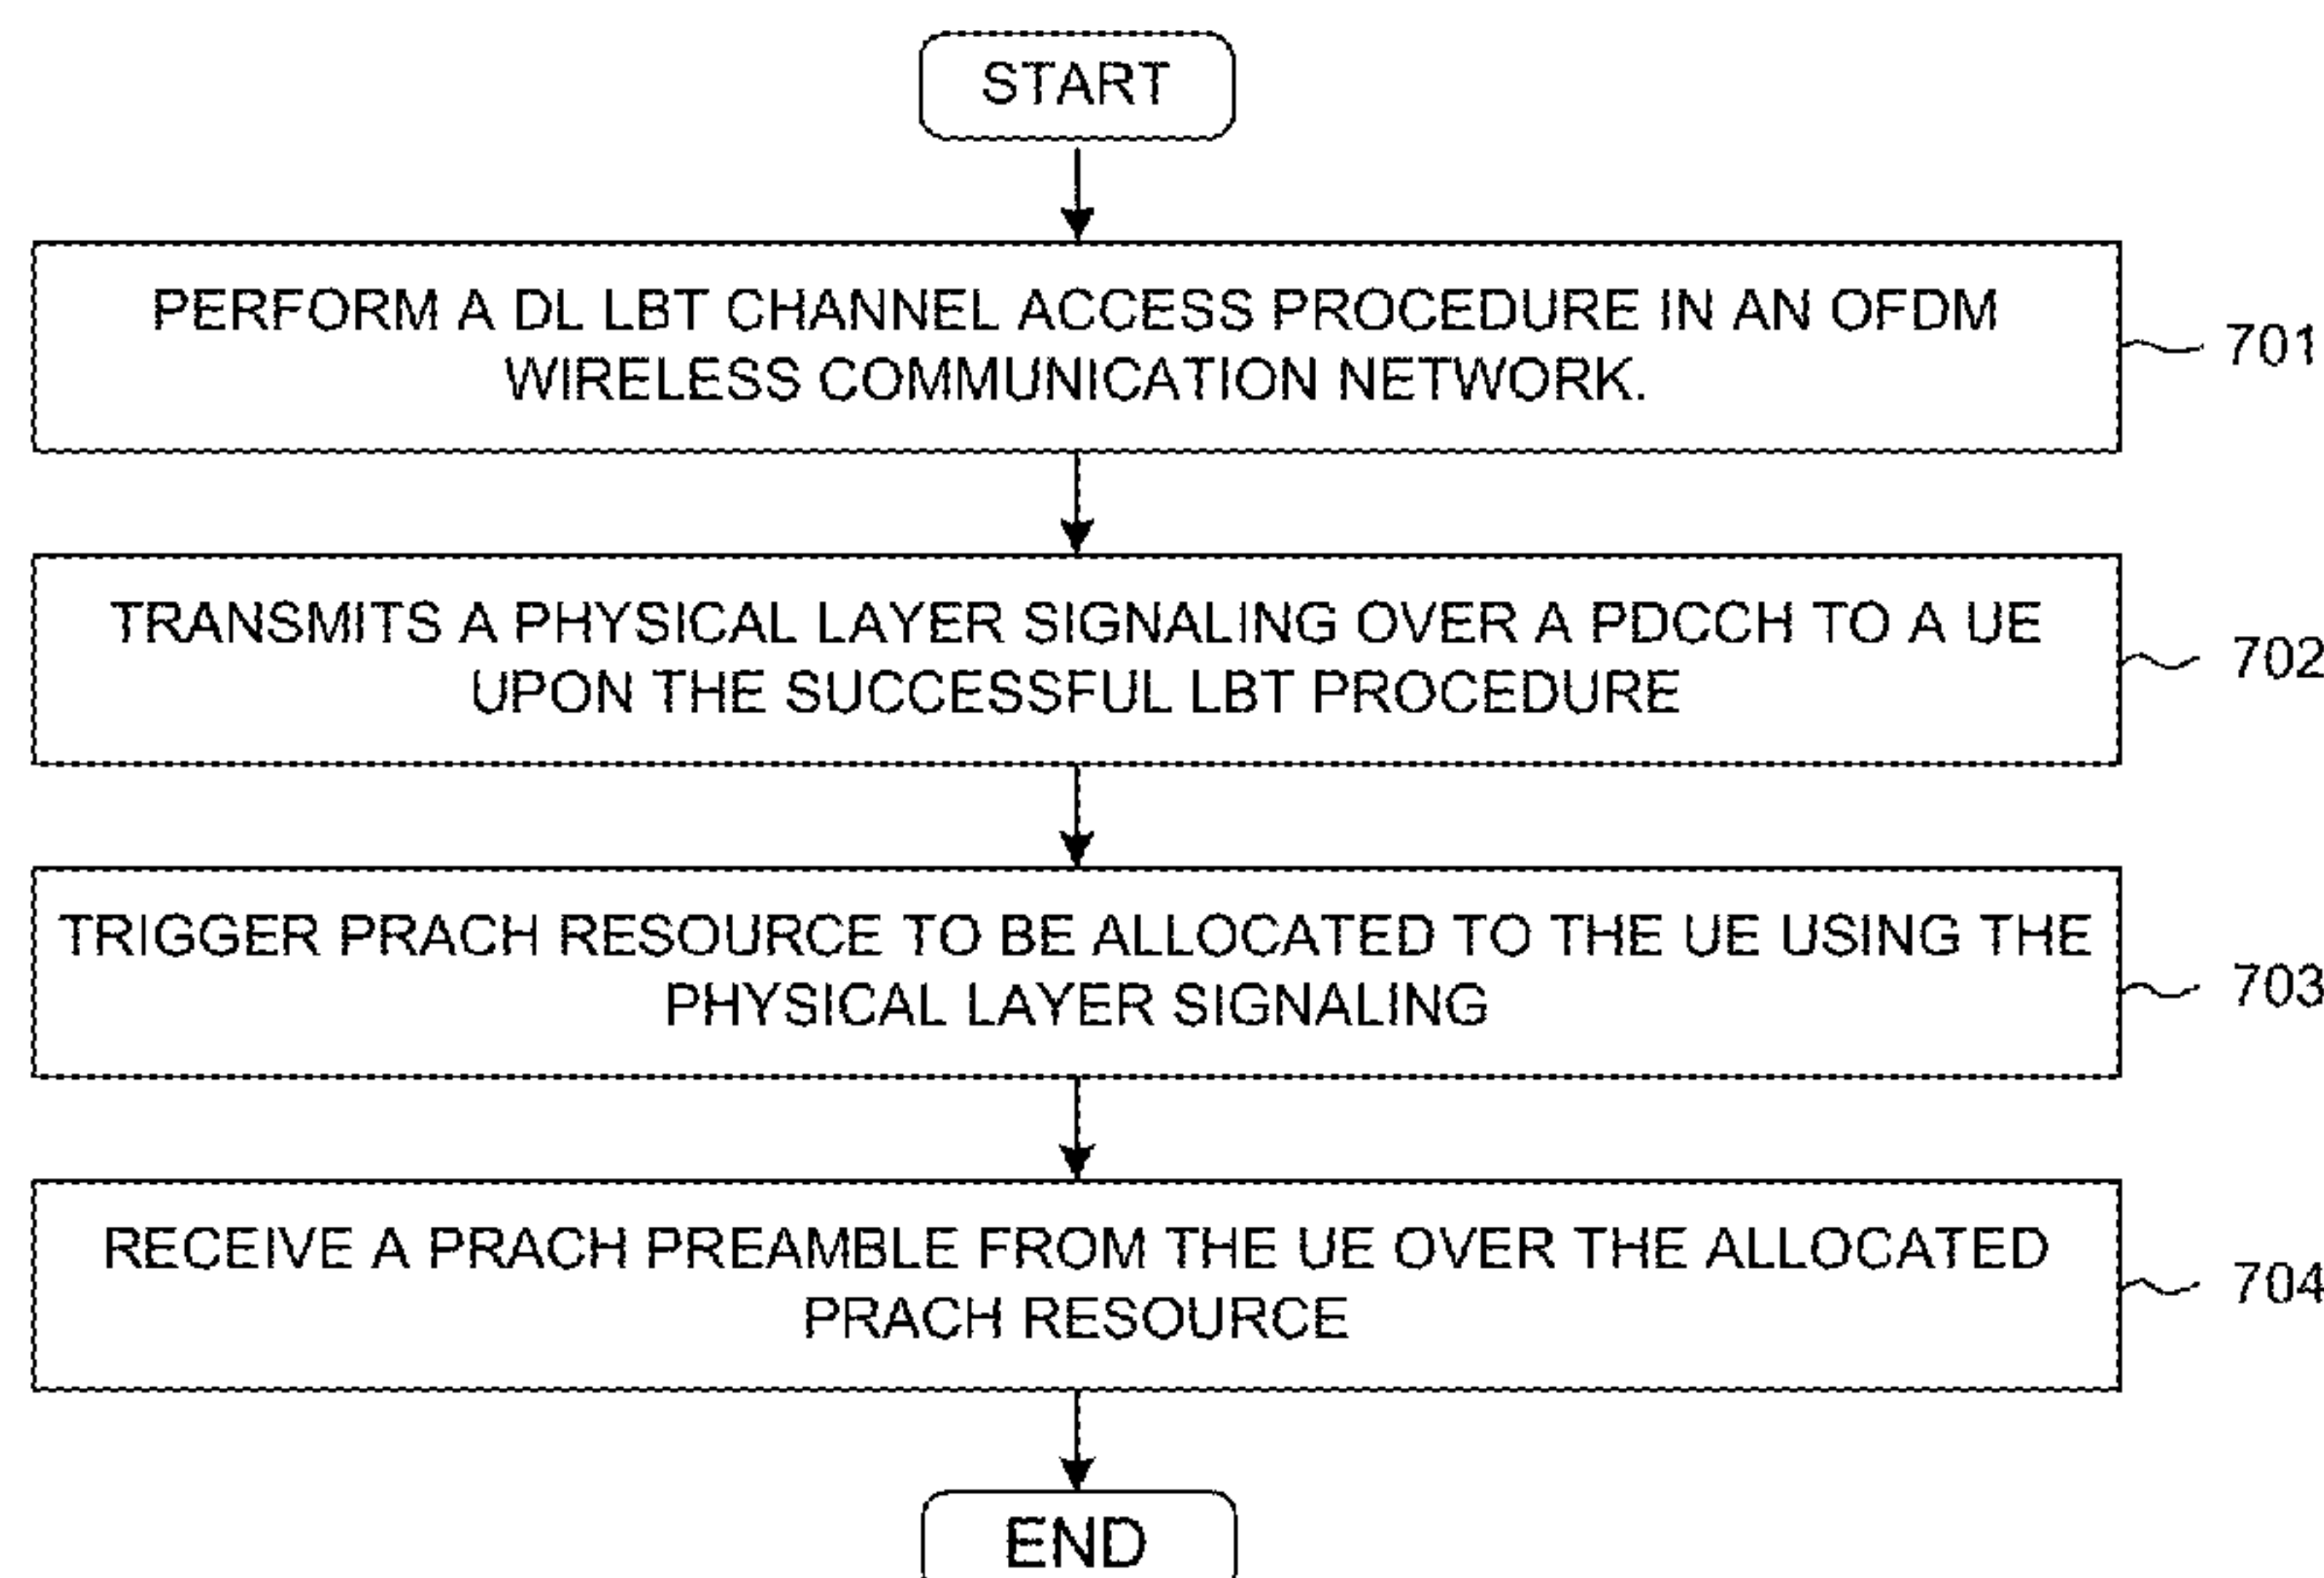 START
PERFORM A DL LBT CHANNEL ACCESS PROCEDURE IN AN OFDM
WIRELESS COMMUNICATION NETWORK.
701
TRANSMITS A PHYSICAL LAYER SIGNALING OVER A PDCCH TO A UE
UPON THE SUCCESSFUL LBT PROCEDURE
702
TRIGGER PRACH RESOURCE TO BE ALLOCATED TO THE UE USING THE
PHYSICAL LAYER SIGNALING
703
RECEIVE A PRACH PREAMBLE FROM THE UE OVER THE ALLOCATED
PRACH RESOURCE
704
END